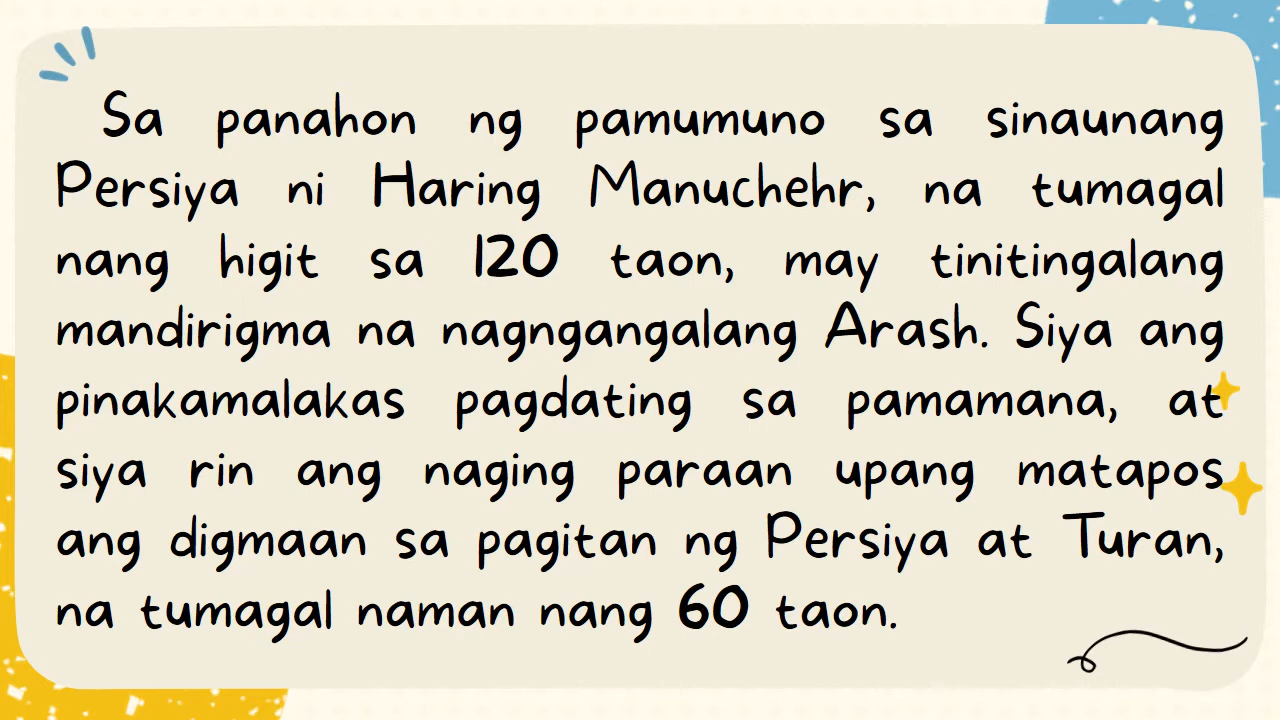 Sa panahon ng pamumuno sa sinaunang
Persiya ni Haring Manuchehr, na tumagal
nang higit sa 120 taon, may tinitingalang
mandirigma na nagngangalang Arash. Siya ang
pinakamalakas pagdating sa pamamana, at
siya rin ang naging paraan upang matapos
ang digmaan sa pagitan ng Persiya at Turan,
na tumagal naman nang 60 taon.